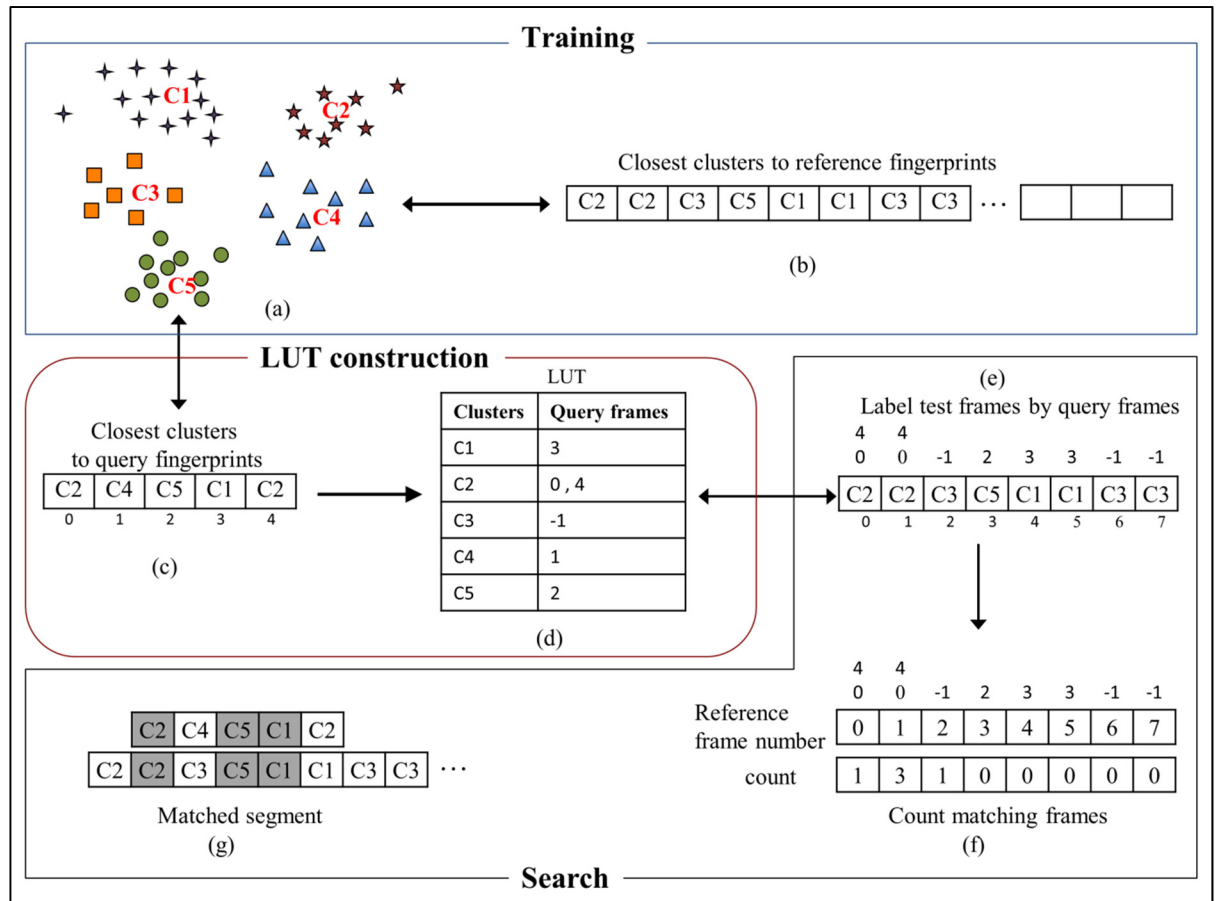 Training
C1
C2
C3
C4
C5
(a)
Closest clusters to reference fingerprints
C2 C2 C3 C5 C1 C1 C3 C3 ...
(b)
LUT construction
Closest clusters
to query fingerprints
C2 C4 C5 C1 C2
0 1 2 3 4
(c)
LUT
Clusters Query frames
C1 3
C2 0 , 4
C3 -1
C4 1
C5 2
(d)
(e)
Label test frames by query frames
4 4
0 0 -1 2 3 3 -1 -1
C2 C2 C3 C5 C1 C1 C3 C3
0 1 2 3 4 5 6 7
4 4
0 0 -1 2 3 3 -1 -1
Reference
frame number
0 1 2 3 4 5 6 7
count 1 3 1 0 0 0 0 0
Count matching frames
(f)
C2 C4 C5 C1 C2
C2 C2 C3 C5 C1 C1 C3 C3 ...
Matched segment
(g)
Search